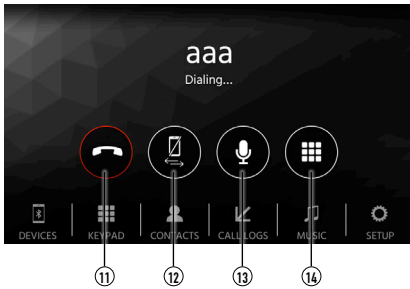 aaa
Dialing...
DEVICES KEYPAD CONTACTS CALL LOGS MUSIC SETUP
⑪ ⑫ ⑬ ⑭